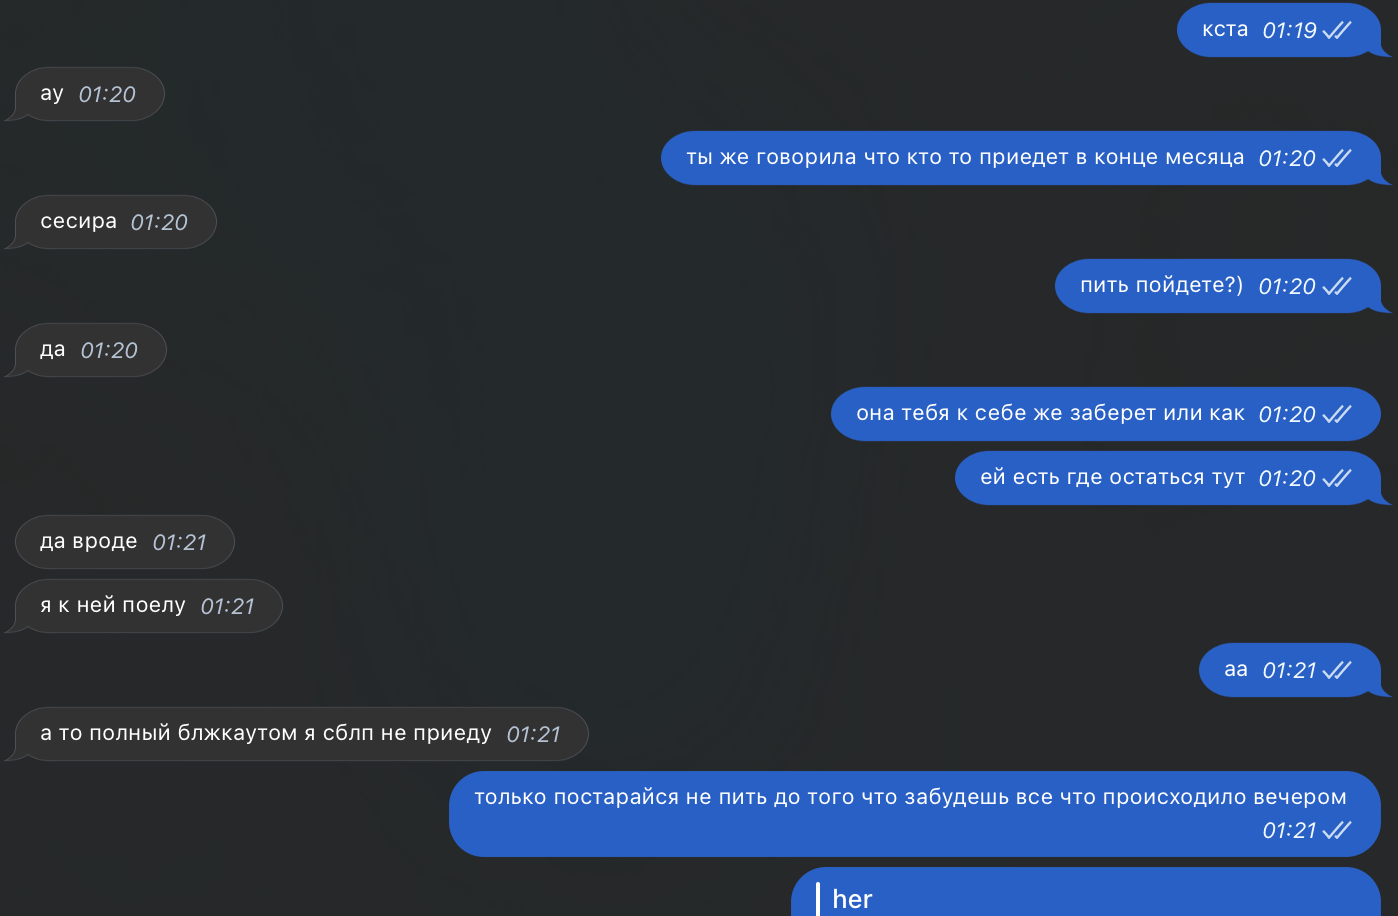 кста 01:19
ау 01:20
ты же говорила что кто то приедет в конце месяца 01:20
сесира 01:20
пить пойдете?) 01:20
да 01:20
она тебя к себе же заберет или как 01:20
ей есть где остаться тут 01:20
да вроде 01:21
я к ней поелу 01:21
аа 01:21
а то полный блжкаутом я сблп не приеду 01:21
только постарайся не пить до того что забудешь все что происходило вечером
01:21
her